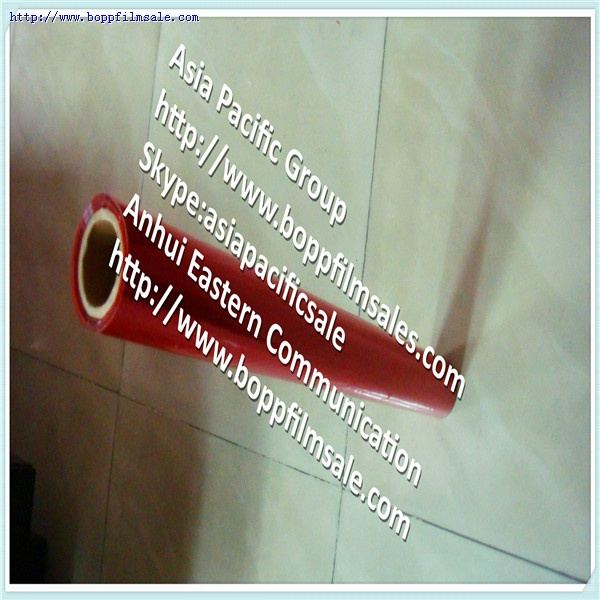 http://www.boppfilmsale.com
Asia Pacific Group
http://www.boppfilmsales.com
Skype:asiapacificsale
Anhui Eastern Communication
http://www.boppfilmsale.com